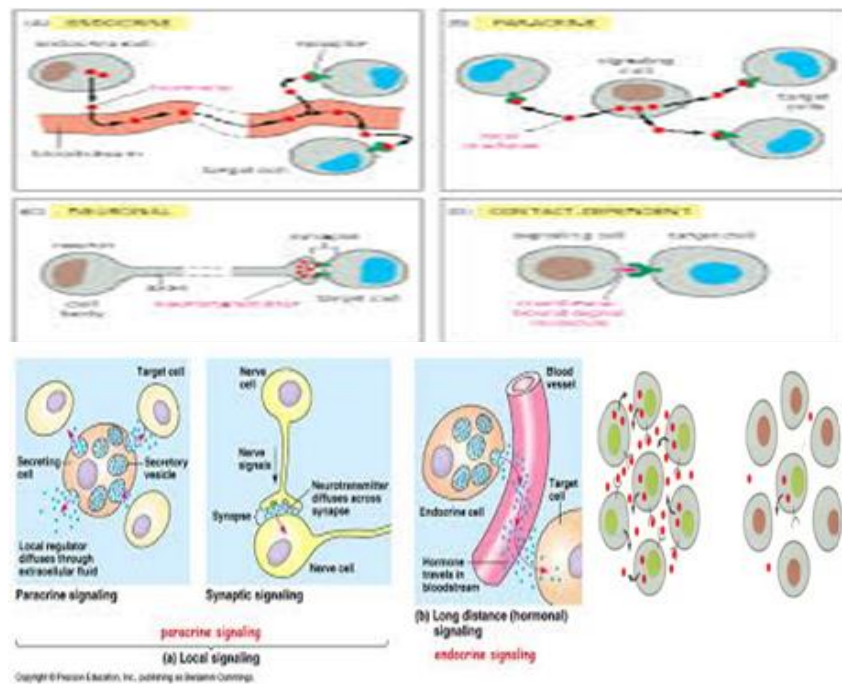 (A) ENDOCRINE
endocrine cell
receptor
hormone
bloodstream
target cell
(B) PARACRINE
signaling
cell
target
cells
local
mediator
(C) NEURONAL
neuron
synapse
axon
cell
body
neurotransmitter
target cell
(D) CONTACT-DEPENDENT
signaling cell
target cell
membrane-
bound signal
molecule
Target cell
Secreting
cell
Secretory
vesicle
Local regulator
diffuses through
extracellular fluid
Paracrine signaling
Nerve
cell
Nerve
signals
Neurotransmitter
diffuses across
synapse
Synapse
Nerve cell
Synaptic signaling
paracrine signaling
(a) Local signaling
Blood
vessel
Endocrine cell
Target
cell
Hormone
travels in
bloodstream
(b) Long distance (hormonal)
signaling
endocrine signaling
Copyright © Pearson Education, Inc., publishing as Benjamin Cummings.